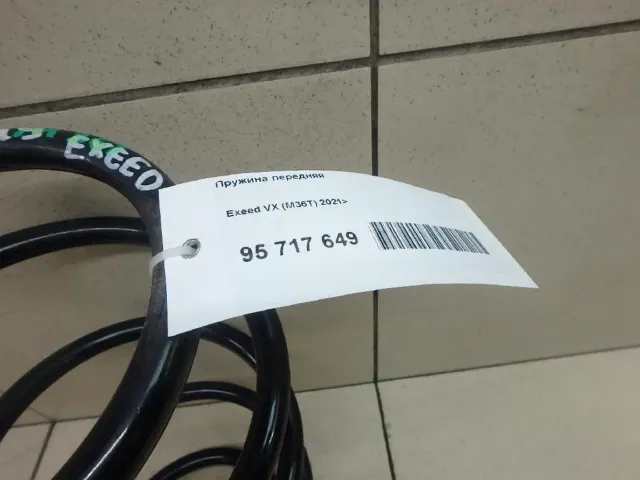 EXEED
Пружина передняя
Exeed VX (M36T) 2021>
95 717 649